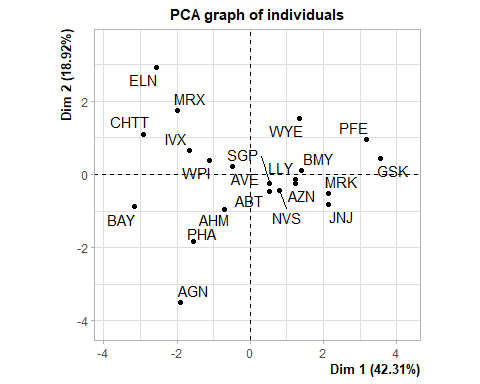 PCA graph of individuals
Dim 2 (18.92%)
ELN
MRX
CHTT
WYE
PFE
IVX
SGP
BMY
WPI
LLY
GSK
AVE
MRK
AZN
ABT
BAY
AHM
NVS
JNJ
PHA
AGN
2
0
-2
-4
-4
-2
0
2
4
Dim 1 (42.31%)